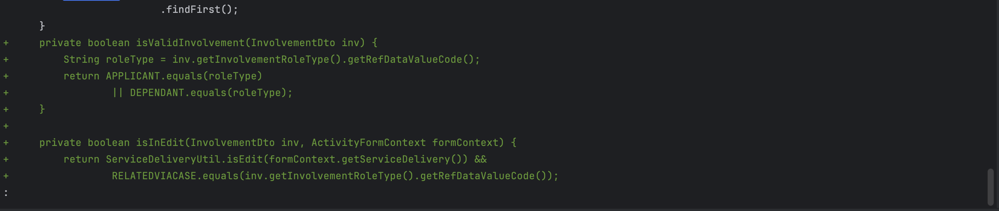 .findFirst();
}
+ private boolean isValidInvolvement(InvolvementDto inv) {
+ String roleType = inv.getInvolvementRoleType().getRefDataValueCode();
+ return APPLICANT.equals(roleType)
+ || DEPENDANT.equals(roleType);
+ }
+
+ private boolean isInEdit(InvolvementDto inv, ActivityFormContext formContext) {
+ return ServiceDeliveryUtil.isEdit(formContext.getServiceDelivery()) &&
+ RELATEDVIACASE.equals(inv.getInvolvementRoleType().getRefDataValueCode());
: